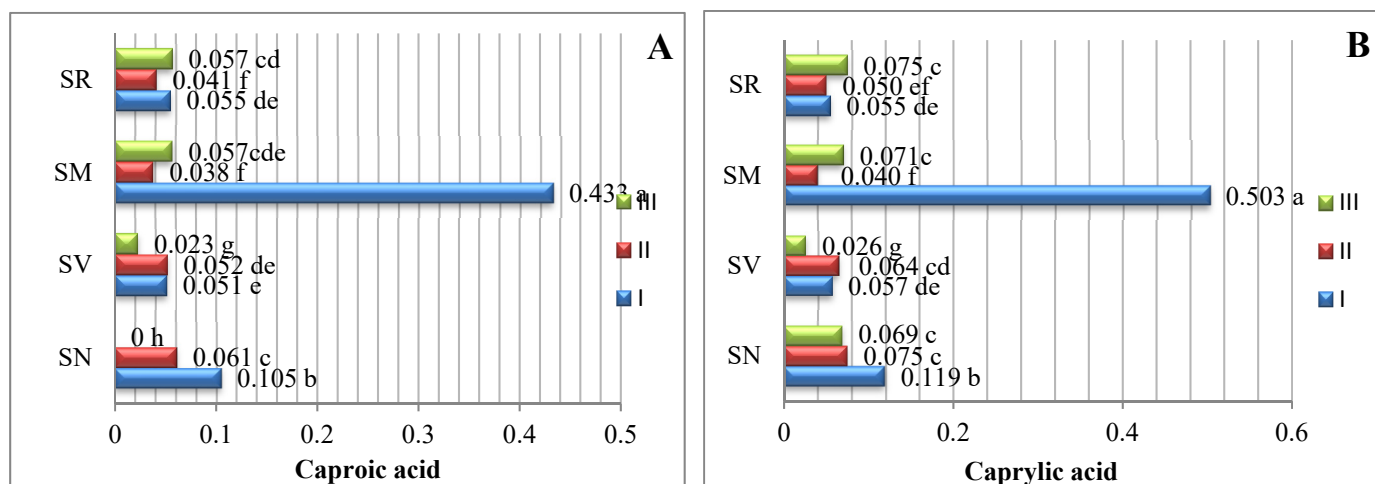 A
SR
0.057 cd
0.041 f
0.055 de
SM
0.057cde
0.038 f
0.433 a
SV
0.023 g
0.052 de
0.051 e
SN
0 h
0.061 c
0.105 b
III
II
I
0 0.1 0.2 0.3 0.4 0.5
Caproic acid
B
SR
0.075 c
0.050 ef
0.055 de
SM
0.071c
0.040 f
0.503 a
SV
0.026 g
0.064 cd
0.057 de
SN
0.069 c
0.075 c
0.119 b
III
II
I
0 0.2 0.4 0.6
Caprylic acid